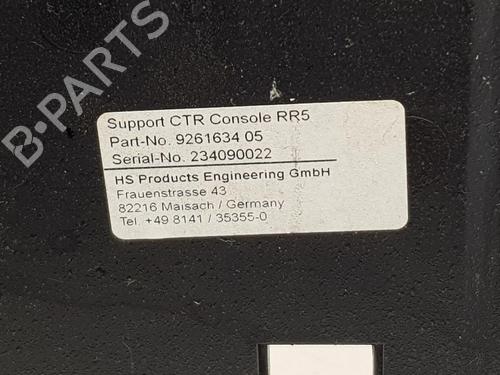 B-PARTS
Support CTR Console RR5
Part-No. 9261634 05
Serial-No. 234090022
HS Products Engineering GmbH
Frauenstrasse 43
82216 Maisach / Germany
Tel. +49 8141 / 35355-0